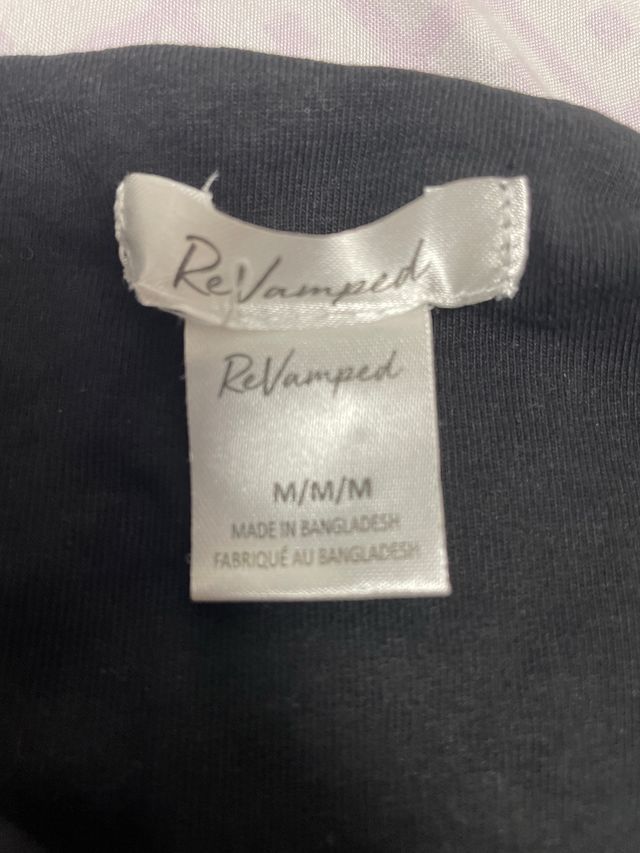 ReVamped
ReVamped
M/M/M
MADE IN BANGLADESH
FABRIQUÉ AU BANGLADESH